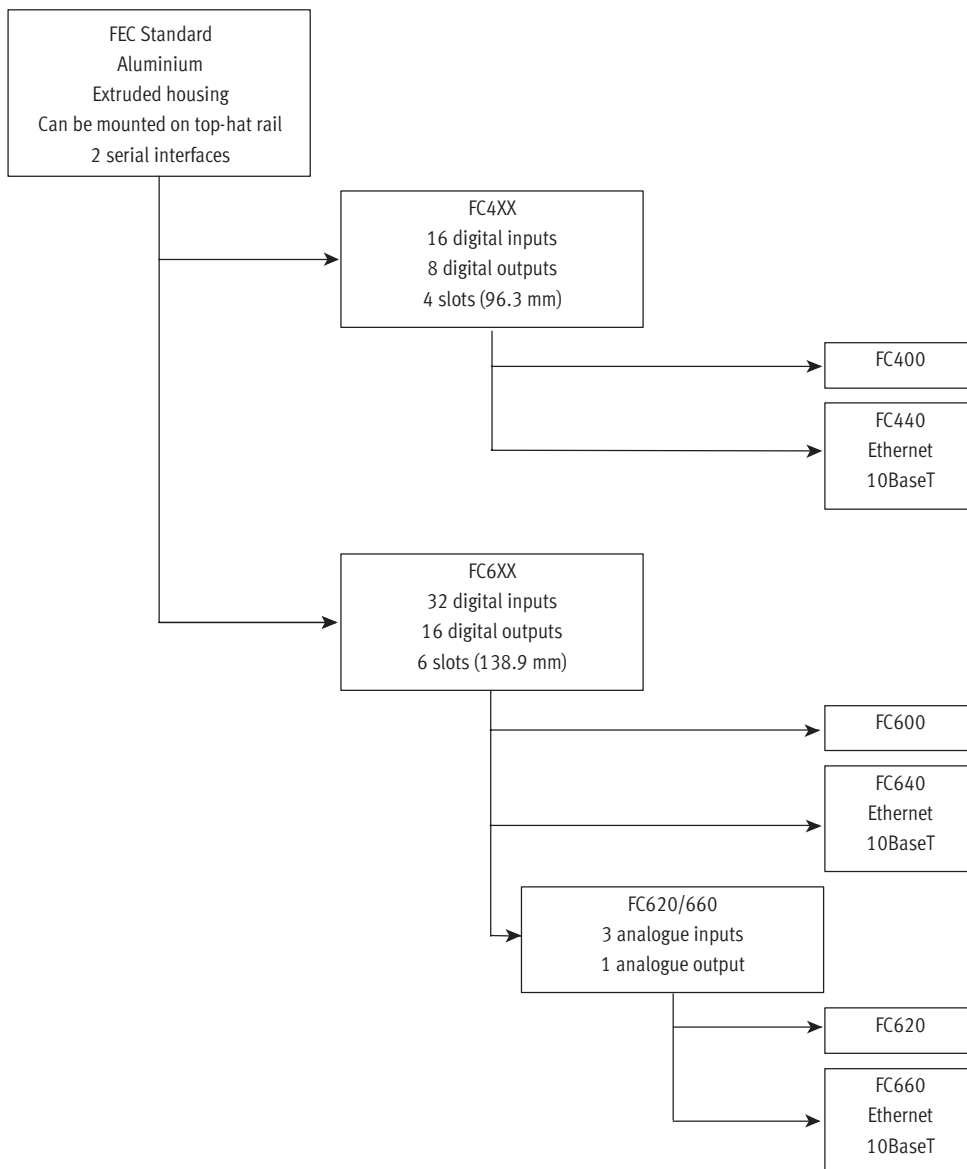 FEC Standard
Aluminium
Extruded housing
Can be mounted on top-hat rail
2 serial interfaces
FC4XX
16 digital inputs
8 digital outputs
4 slots (96.3 mm)
FC400
FC440
Ethernet
10BaseT
FC6XX
32 digital inputs
16 digital outputs
6 slots (138.9 mm)
FC600
FC640
Ethernet
10BaseT
FC620/660
3 analogue inputs
1 analogue output
FC620
FC660
Ethernet
10BaseT